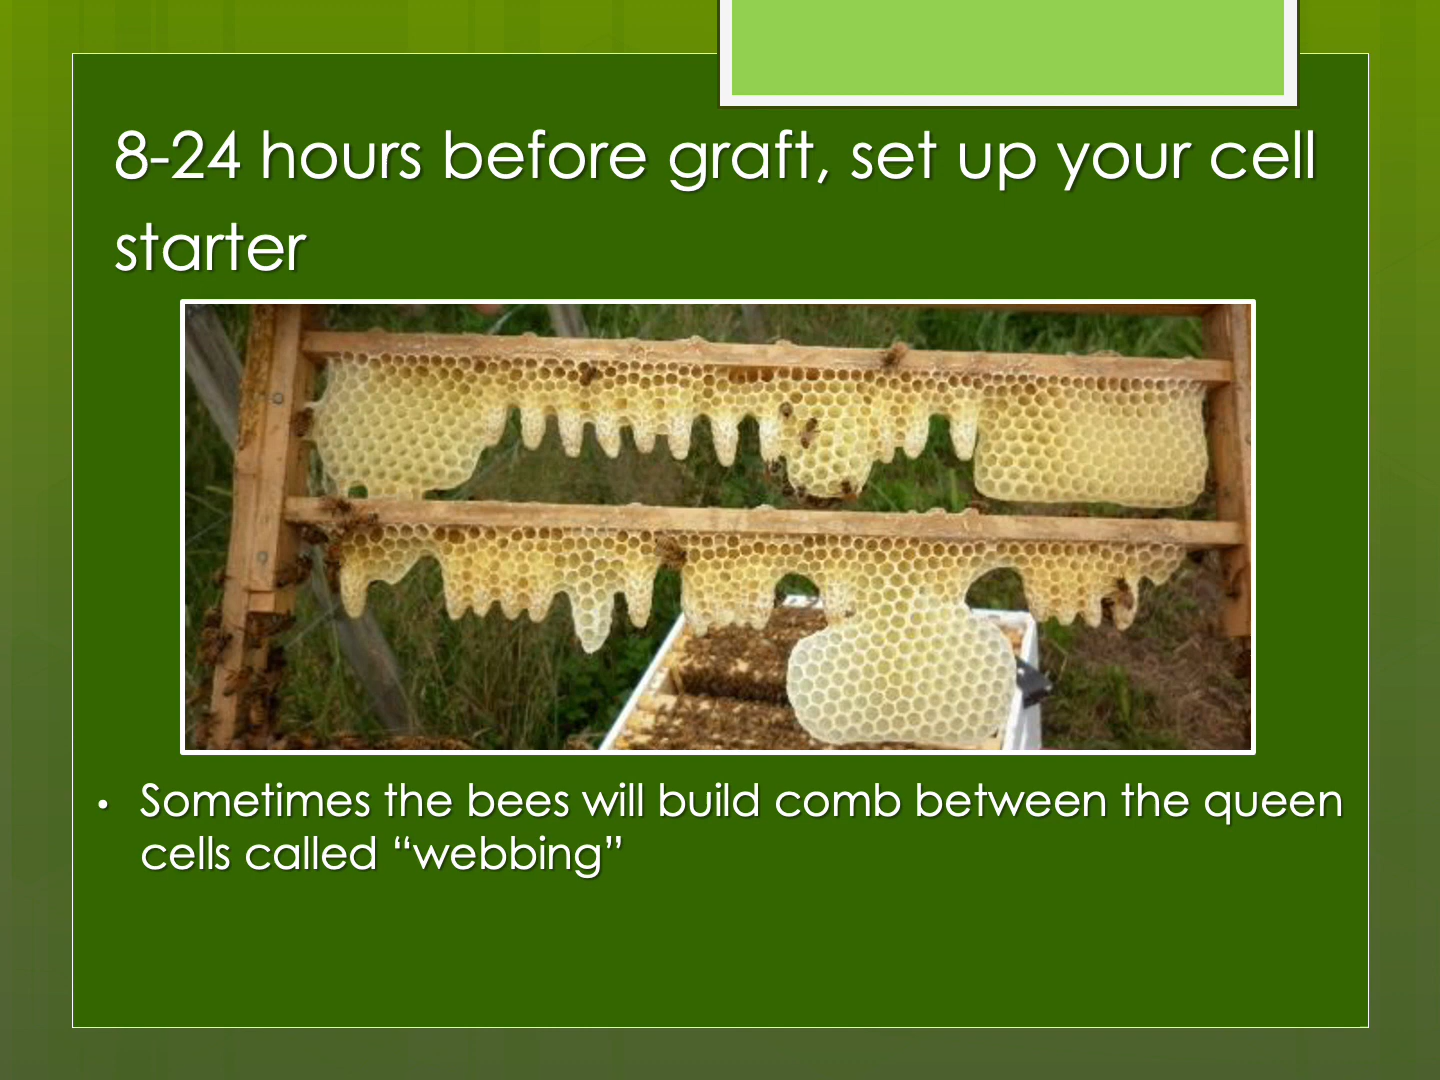 8-24 hours before graft, set up your cell
starter
• Sometimes the bees will build comb between the queen
cells called “webbing”